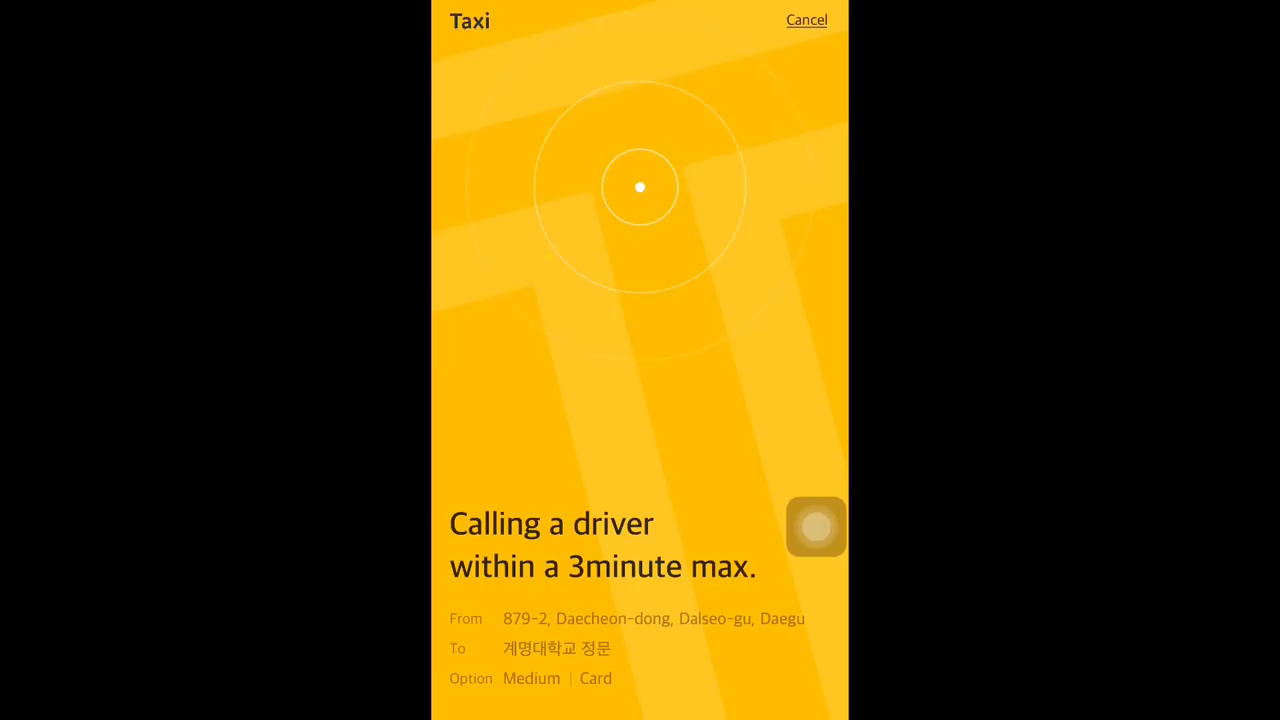 Taxi
Cancel
Calling a driver
within a 3minute max.
From 879-2, Daecheon-dong, Dalseo-gu, Daegu
To 계명대학교 정문
Option Medium | Card